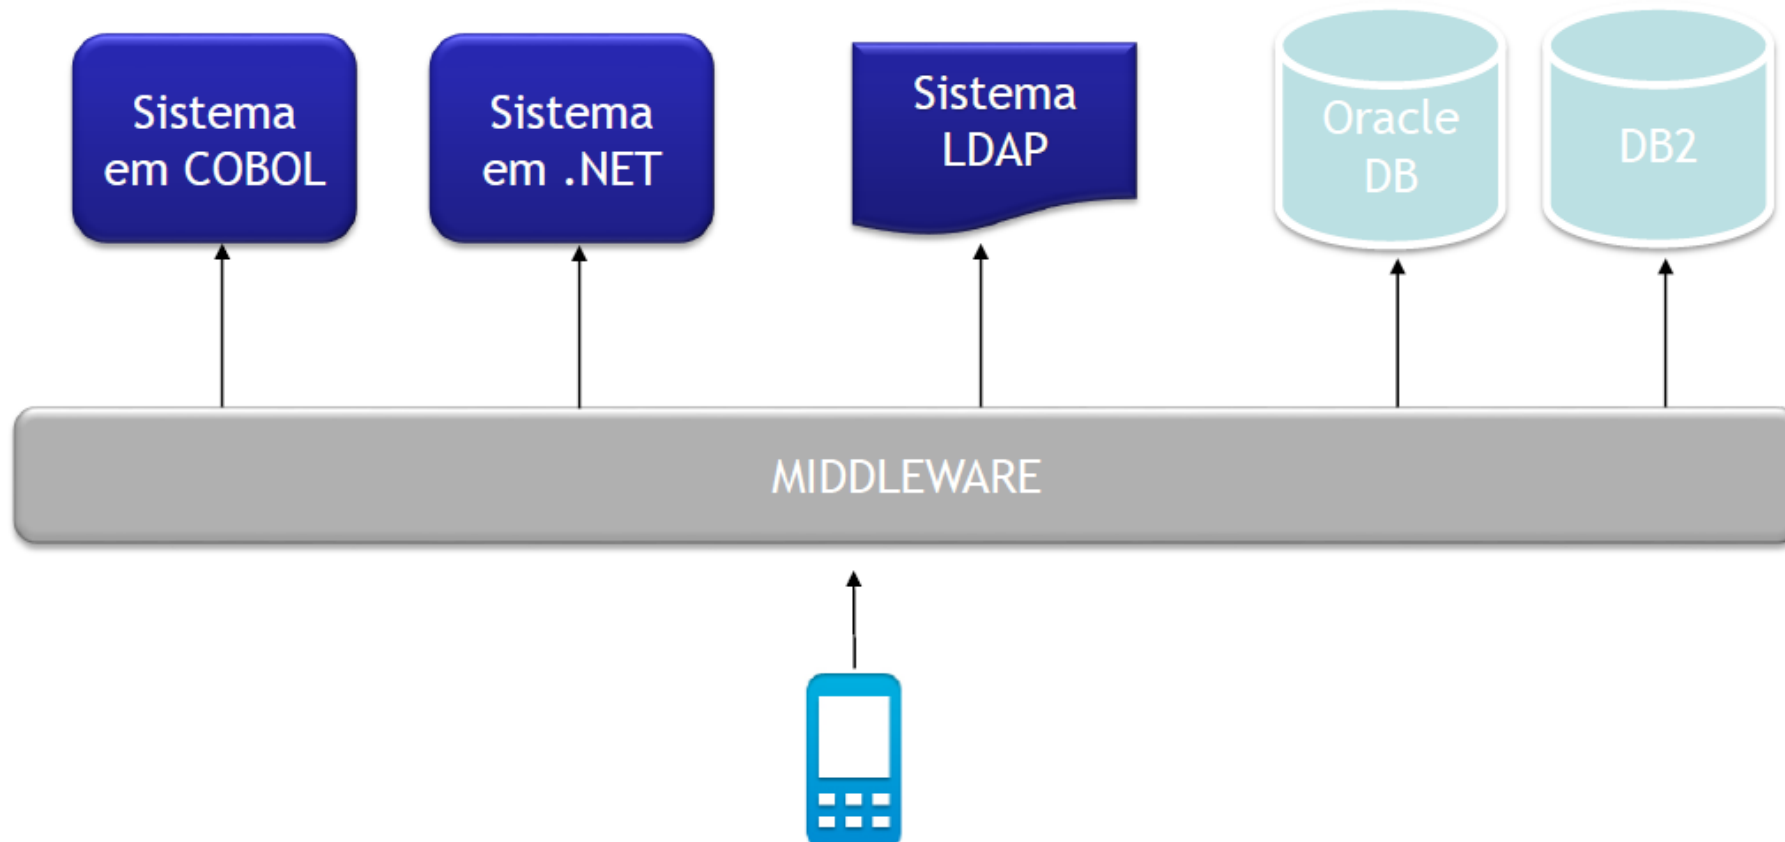 Sistema
em COBOL
Sistema
em .NET
Sistema
LDAP
Oracle
DB
DB2
MIDDLEWARE